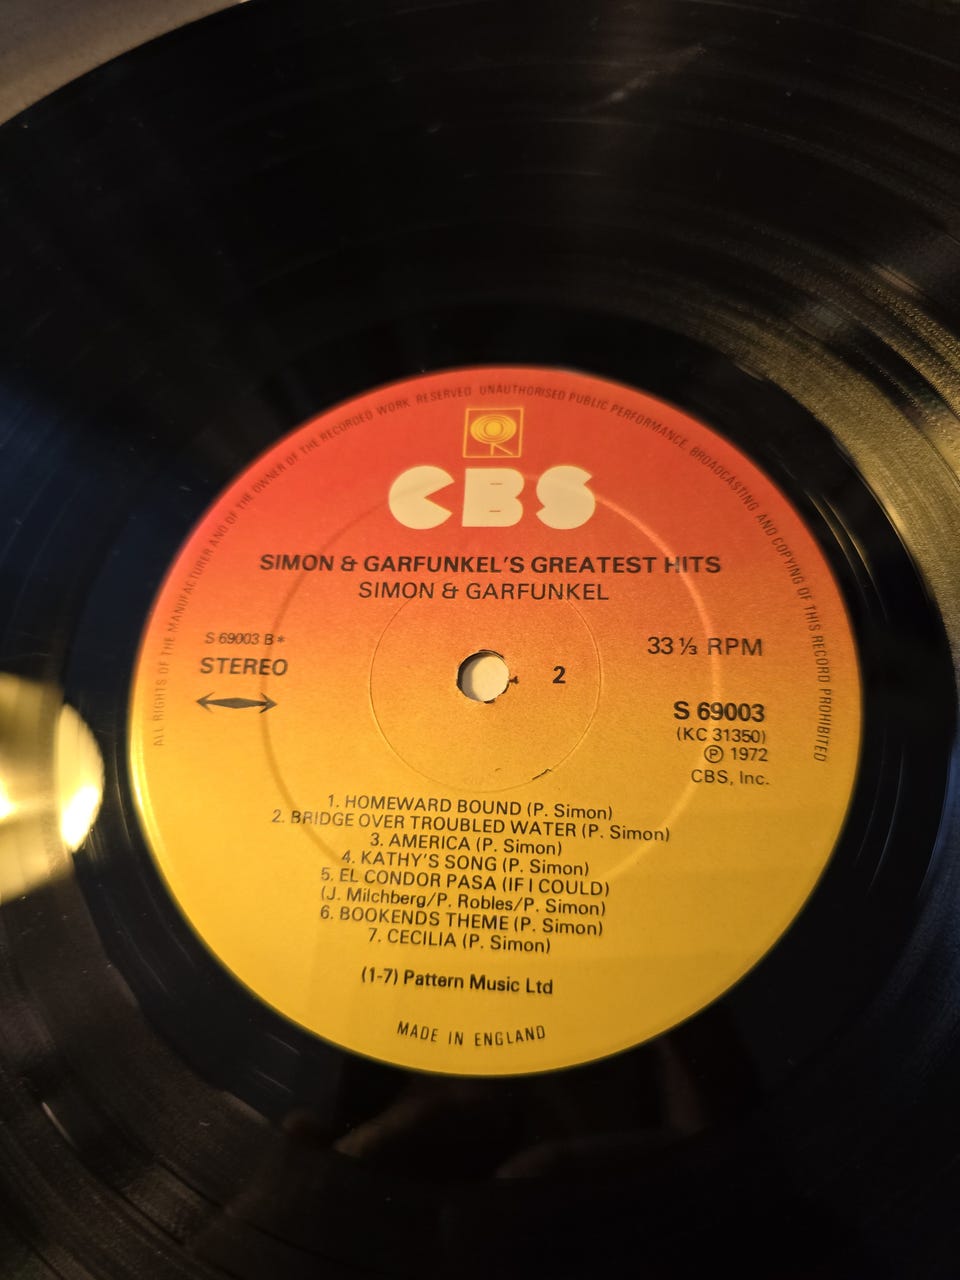 ALL RIGHTS OF THE MANUFACTURER AND OF THE OWNER OF THE RECORDED WORK RESERVED UNAUTHORISED PUBLIC PERFORMANCE BROADCASTING AND COPYING OF THIS RECORD PROHIBITED
CBS
SIMON & GARFUNKEL'S GREATEST HITS
SIMON & GARFUNKEL
S 69003 B*
STEREO
33⅓ RPM
2
S 69003
(KC 31350)
℗ 1972
CBS, Inc.
1. HOMEWARD BOUND (P. Simon)
2. BRIDGE OVER TROUBLED WATER (P. Simon)
3. AMERICA (P. Simon)
4. KATHY'S SONG (P. Simon)
5. EL CONDOR PASA (IF I COULD)
(J. Milchberg/P. Robles/P. Simon)
6. BOOKENDS THEME (P. Simon)
7. CECILIA (P. Simon)
(1-7) Pattern Music Ltd
MADE IN ENGLAND